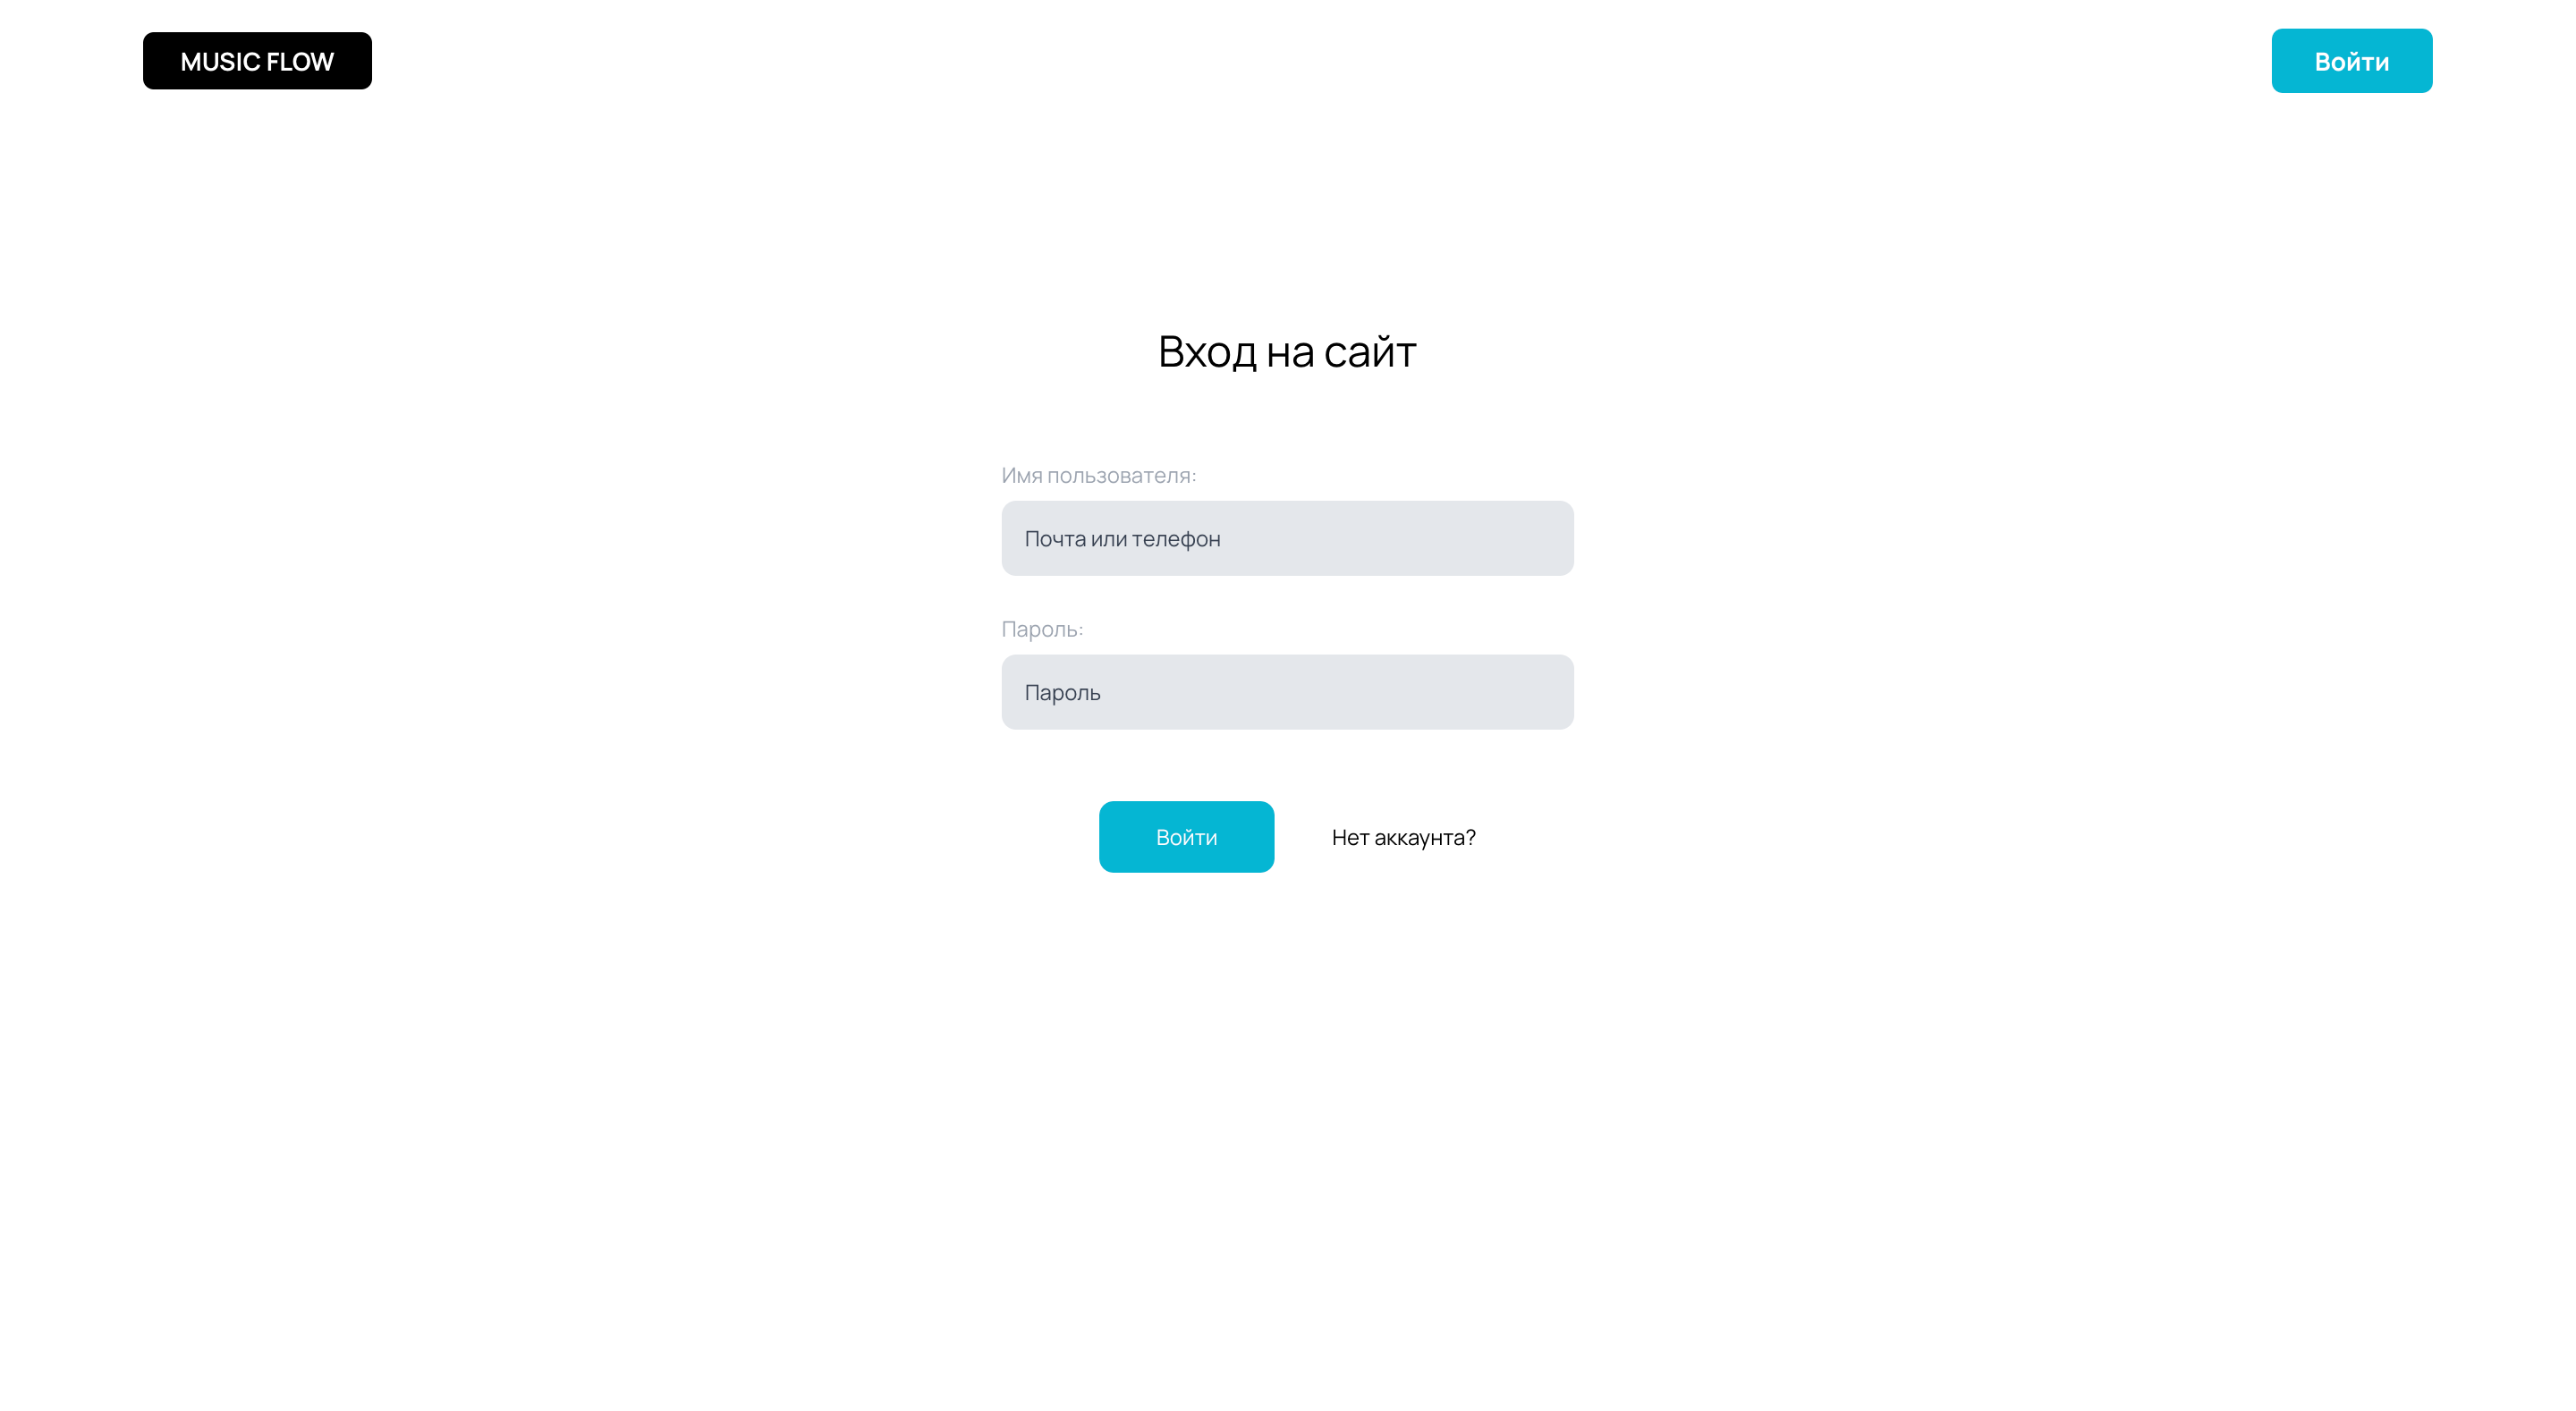 MUSIC FLOW
Войти
Вход на сайт
Имя пользователя:
Почта или телефон
Пароль:
Пароль
Войти
Нет аккаунта?